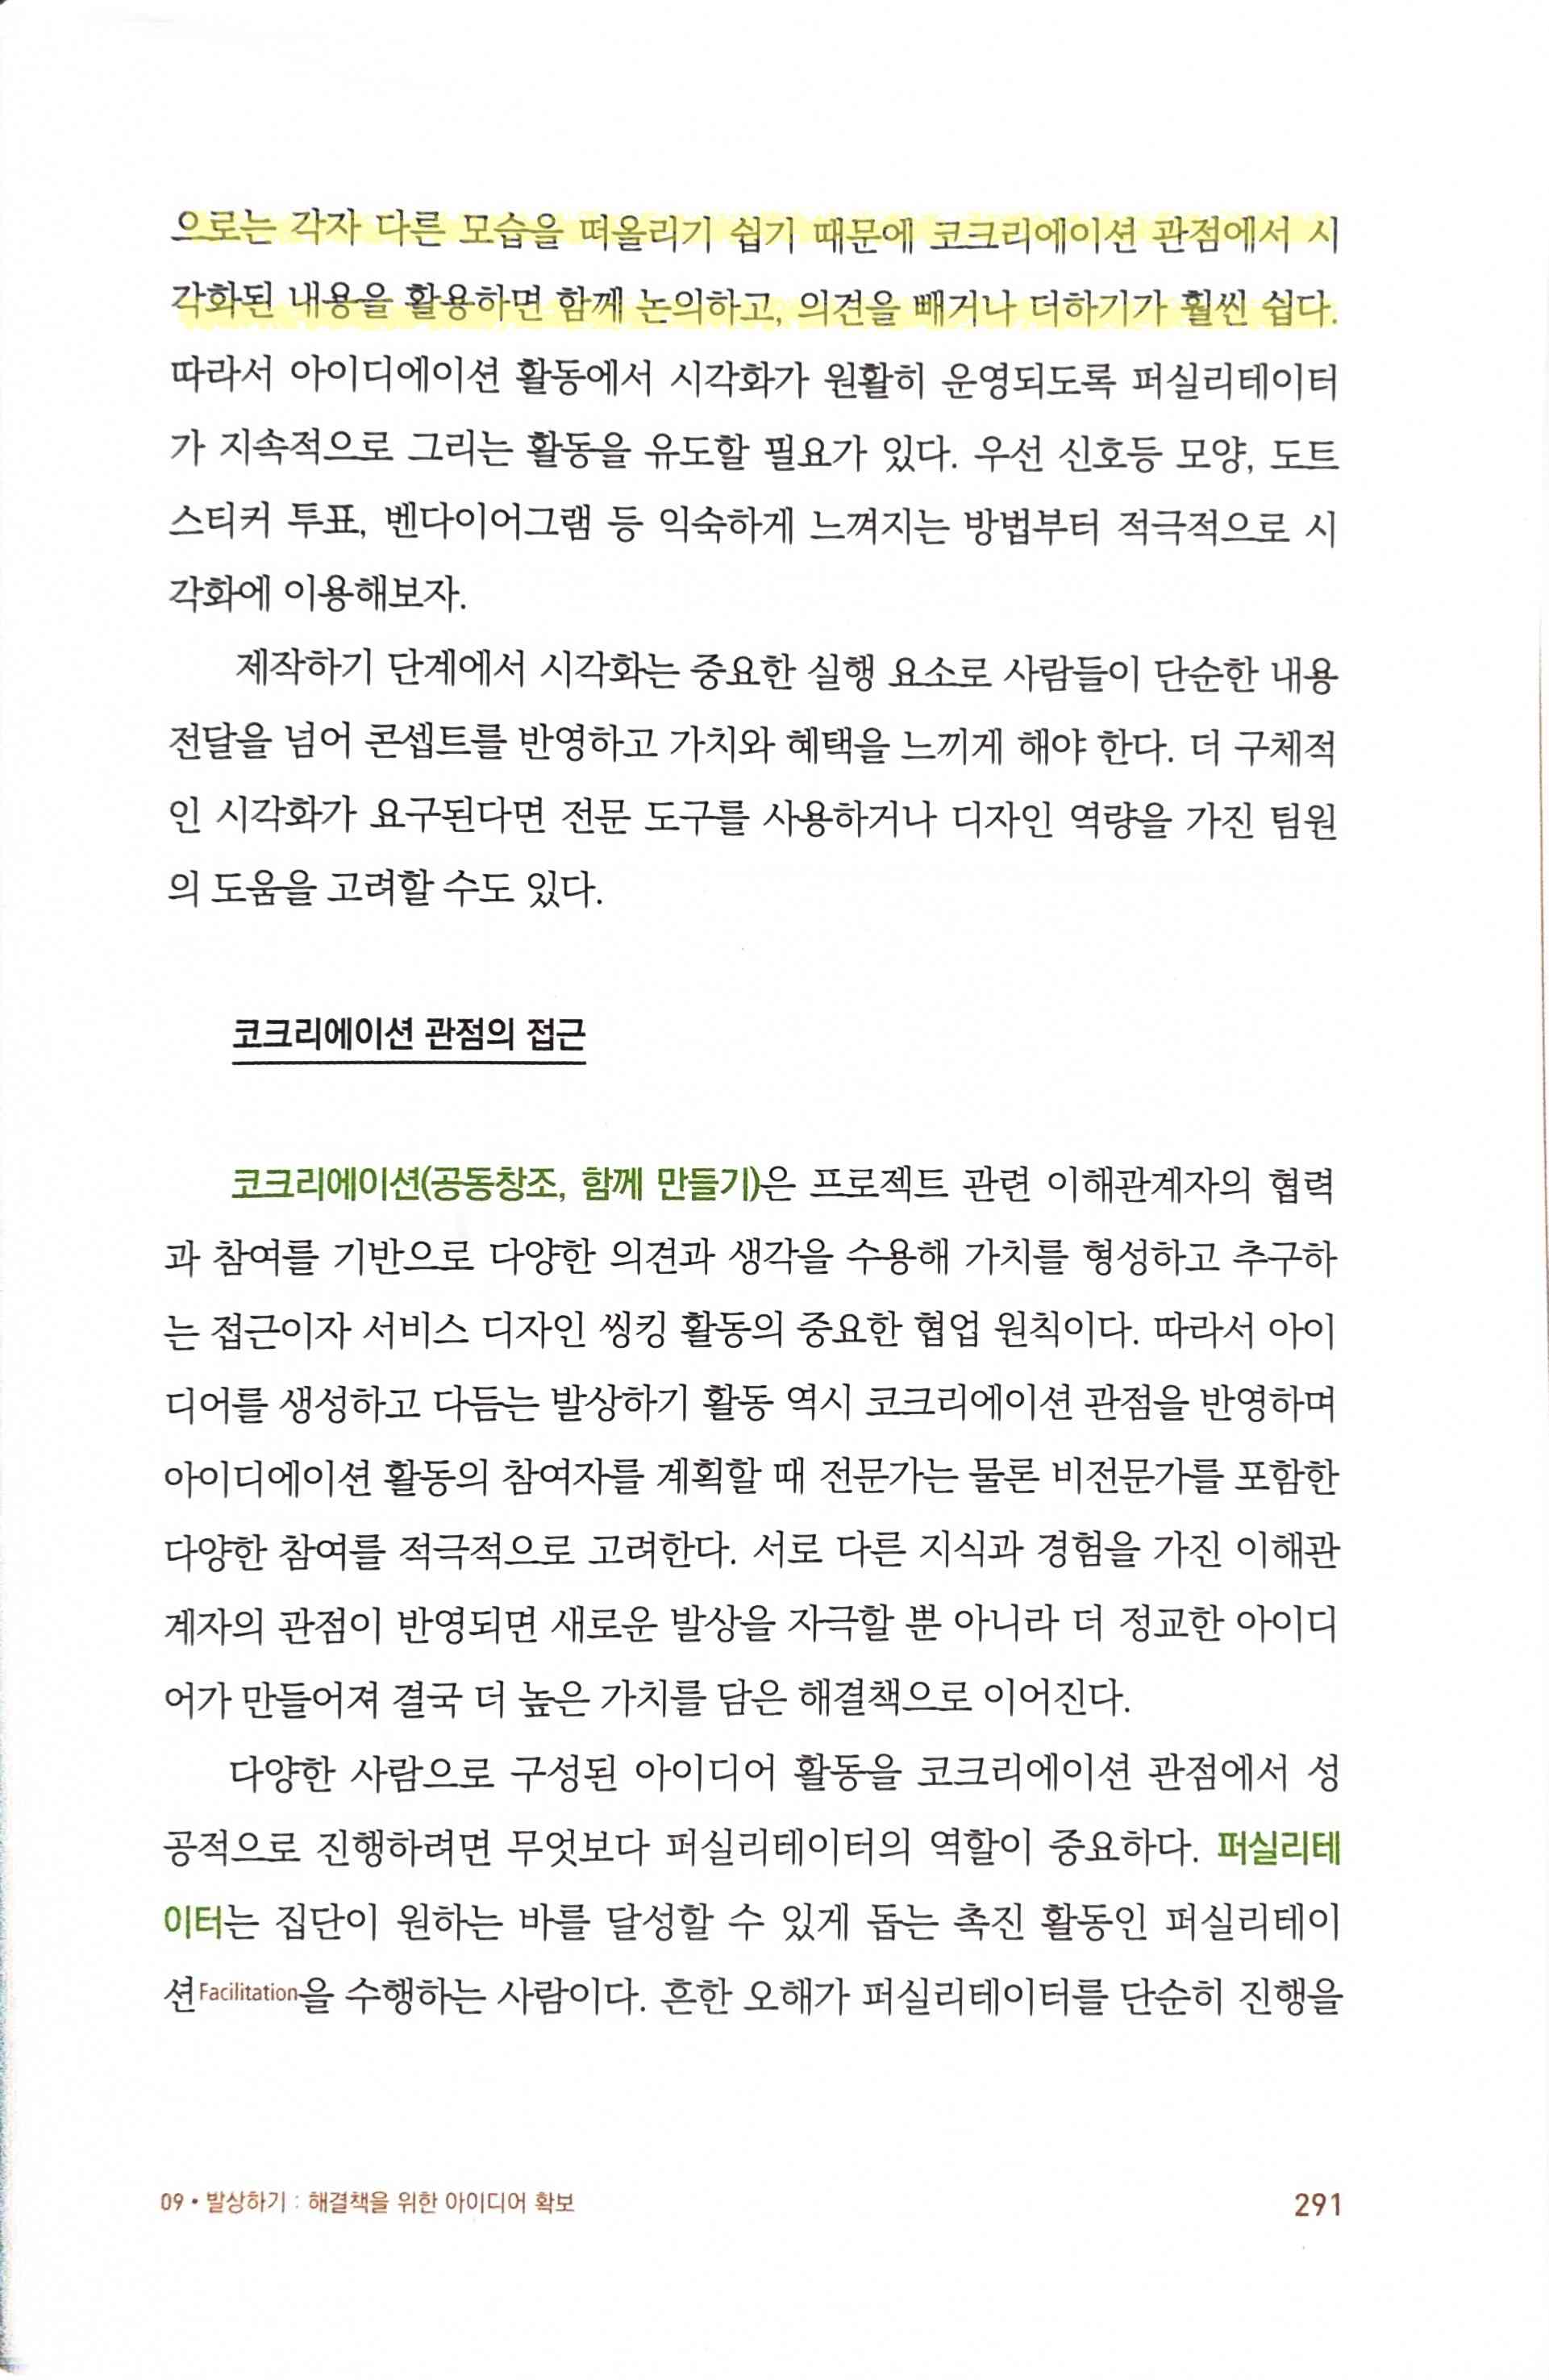 으로는 각자 다른 모습을 떠올리기 쉽기 때문에 코크리에이션 관점에서 시
각화된 내용을 활용하면 함께 논의하고, 의견을 빼거나 더하기가 훨씬 쉽다.
따라서 아이디에이션 활동에서 시각화가 원활히 운영되도록 퍼실리테이터
가 지속적으로 그리는 활동을 유도할 필요가 있다. 우선 신호등 모양, 도트
스티커 투표, 벤다이어그램 등 익숙하게 느껴지는 방법부터 적극적으로 시
각화에 이용해보자.
제작하기 단계에서 시각화는 중요한 실행 요소로 사람들이 단순한 내용
전달을 넘어 콘셉트를 반영하고 가치와 혜택을 느끼게 해야 한다. 더 구체적
인 시각화가 요구된다면 전문 도구를 사용하거나 디자인 역량을 가진 팀원
의 도움을 고려할 수도 있다.
코크리에이션 관점의 접근
코크리에이션(공동창조, 함께 만들기)은 프로젝트 관련 이해관계자의 협력
과 참여를 기반으로 다양한 의견과 생각을 수용해 가치를 형성하고 추구하
는 접근이자 서비스 디자인 씽킹 활동의 중요한 협업 원칙이다. 따라서 아이
디어를 생성하고 다듬는 발상하기 활동 역시 코크리에이션 관점을 반영하며
아이디에이션 활동의 참여자를 계획할 때 전문가는 물론 비전문가를 포함한
다양한 참여를 적극적으로 고려한다. 서로 다른 지식과 경험을 가진 이해관
계자의 관점이 반영되면 새로운 발상을 자극할 뿐 아니라 더 정교한 아이디
어가 만들어져 결국 더 높은 가치를 담은 해결책으로 이어진다.
다양한 사람으로 구성된 아이디어 활동을 코크리에이션 관점에서 성
공적으로 진행하려면 무엇보다 퍼실리테이터의 역할이 중요하다. 퍼실리테
이터는 집단이 원하는 바를 달성할 수 있게 돕는 촉진 활동인 퍼실리테이
션Facilitation을 수행하는 사람이다. 흔한 오해가 퍼실리테이터를 단순히 진행을
09 • 발상하기 : 해결책을 위한 아이디어 확보
291